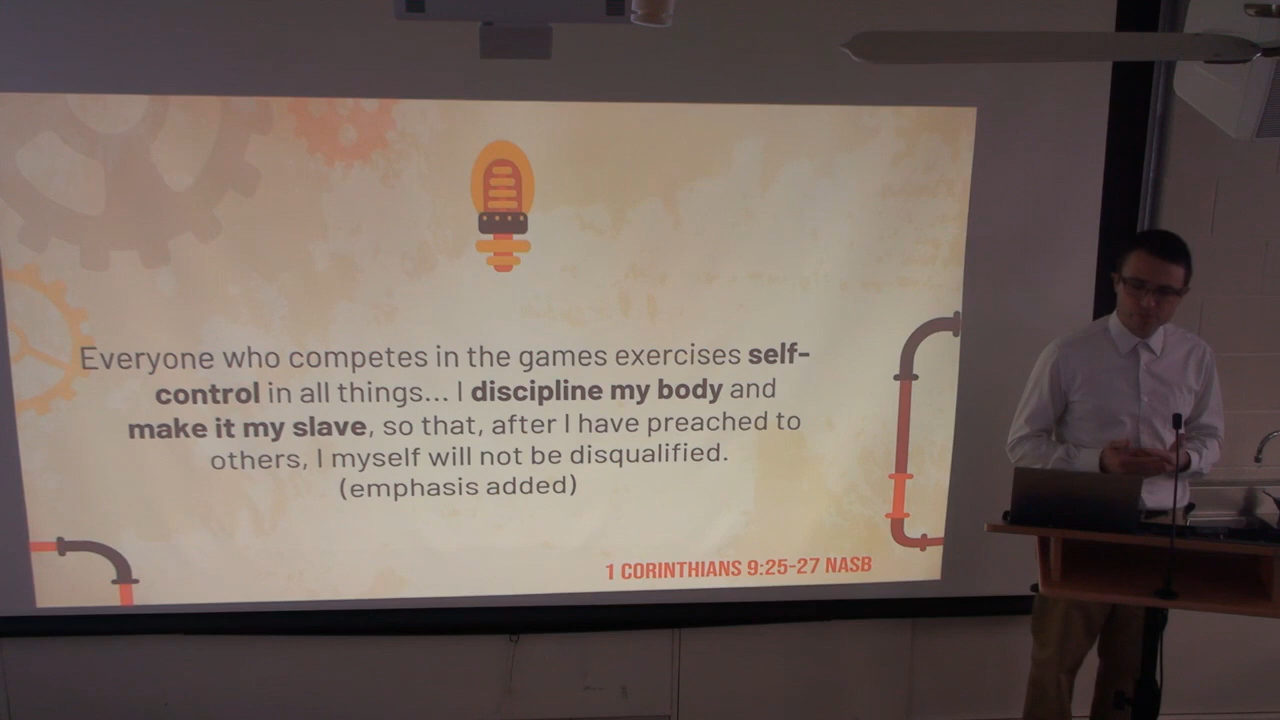 Everyone who competes in the games exercises self-
control in all things... I discipline my body and
make it my slave, so that, after I have preached to
others, I myself will not be disqualified.
(emphasis added)
1 CORINTHIANS 9:25-27 NASB